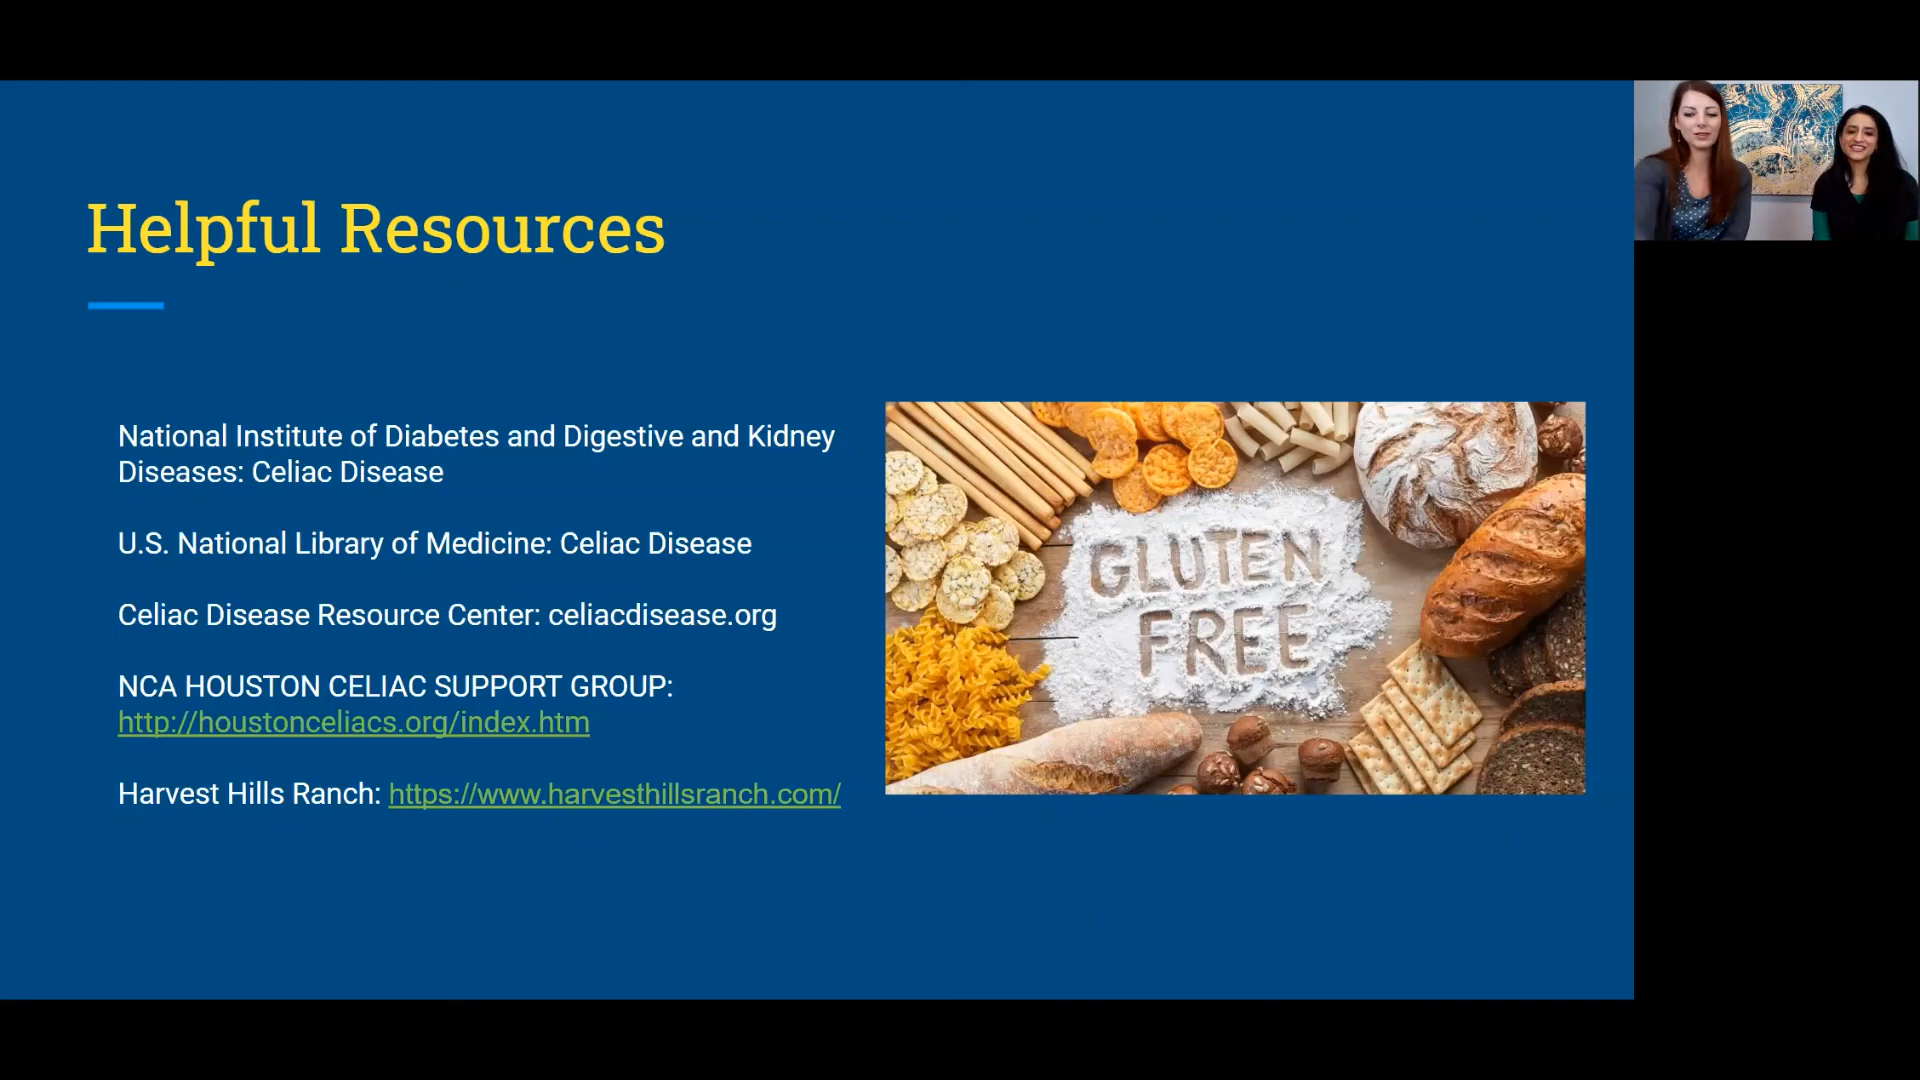 Helpful Resources
National Institute of Diabetes and Digestive and Kidney
Diseases: Celiac Disease
U.S. National Library of Medicine: Celiac Disease
Celiac Disease Resource Center: celiacdisease.org
NCA HOUSTON CELIAC SUPPORT GROUP:
http://houstonceliacs.org/index.htm
Harvest Hills Ranch: https://www.harvesthillsranch.com/
GLUTEN
FREE